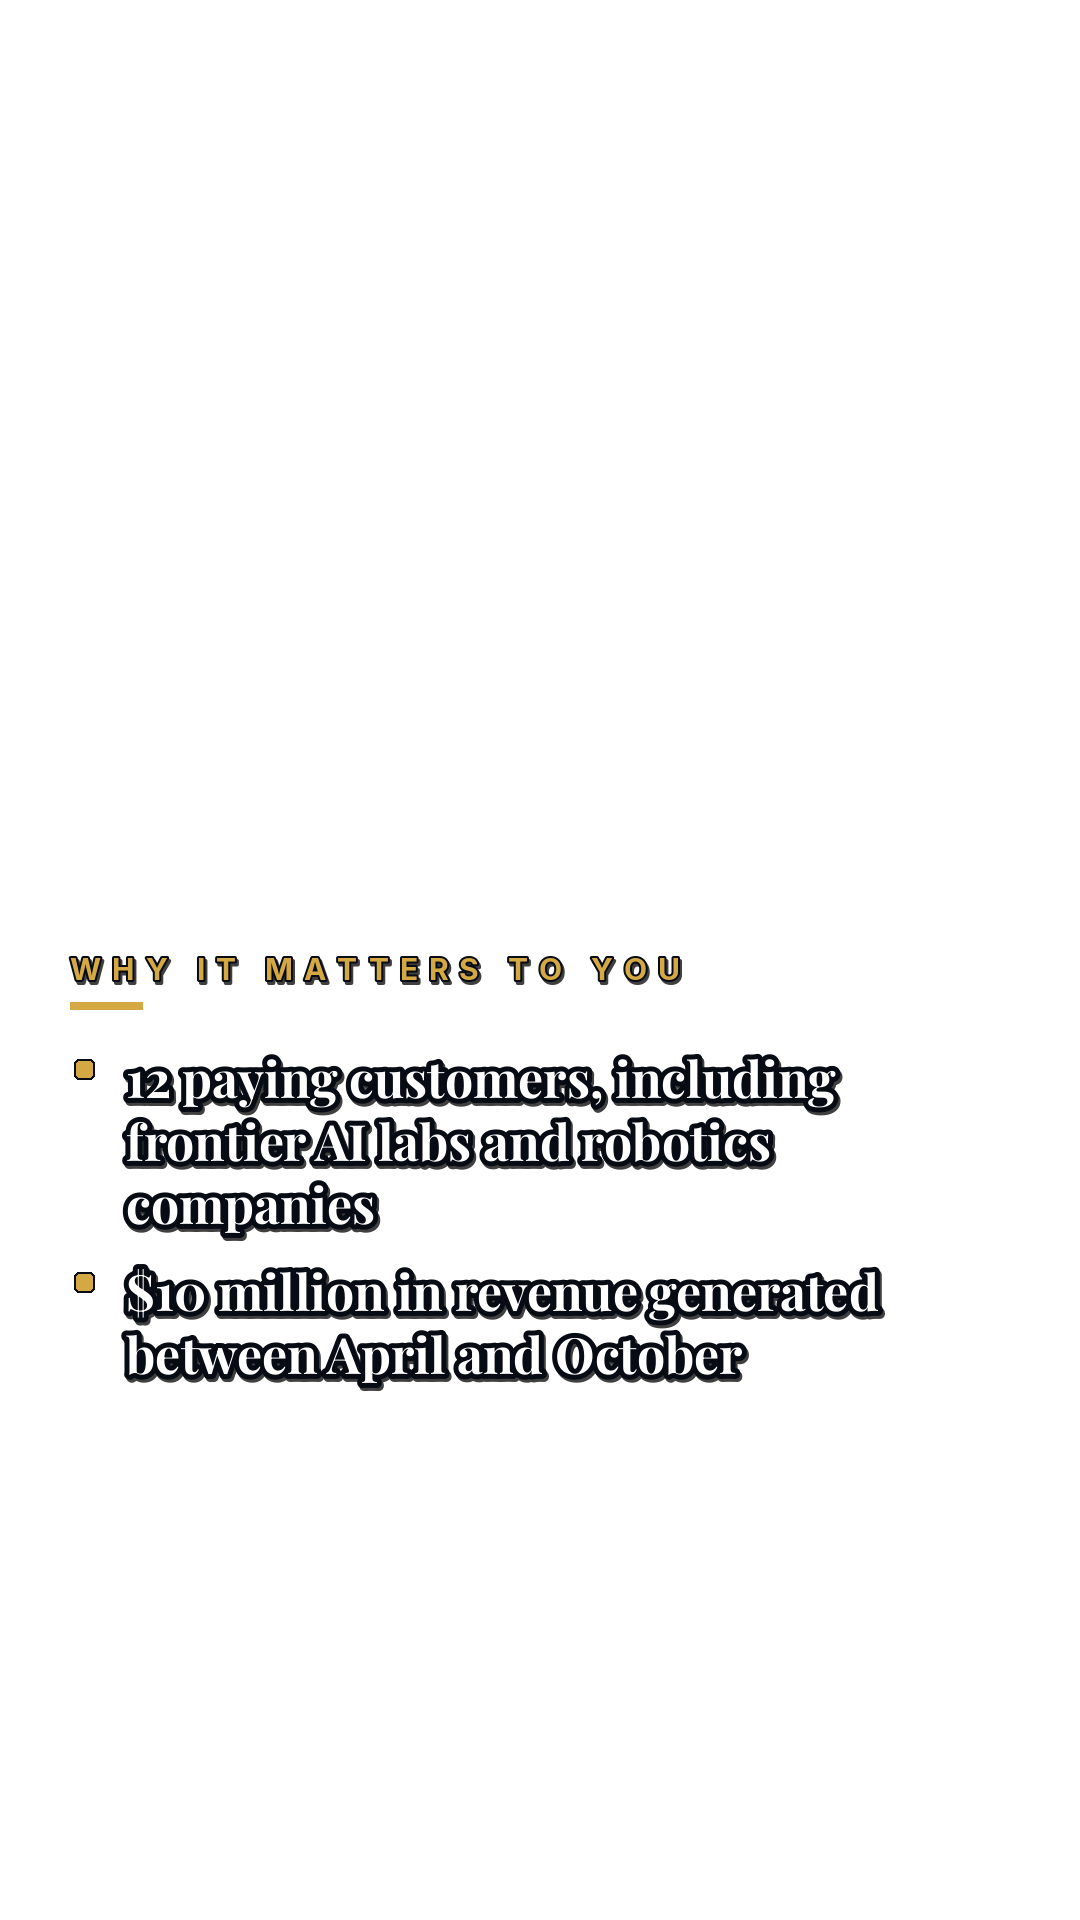 WHY IT MATTERS TO YOU
12 paying customers, including
frontier AI labs and robotics
companies
$10 million in revenue generated
between April and October